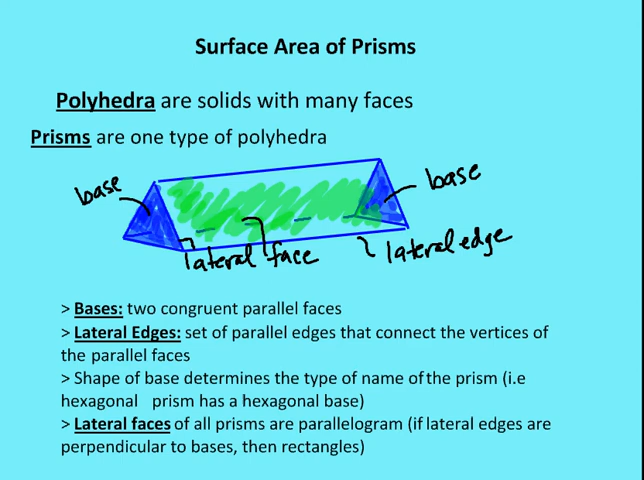 Surface Area of Prisms
Polyhedra are solids with many faces
Prisms are one type of polyhedra
base
base
lateral face
lateral edge
> Bases: two congruent parallel faces
> Lateral Edges: set of parallel edges that connect the vertices of
the parallel faces
> Shape of base determines the type of name of the prism (i.e
hexagonal prism has a hexagonal base)
> Lateral faces of all prisms are parallelogram (if lateral edges are
perpendicular to bases, then rectangles)